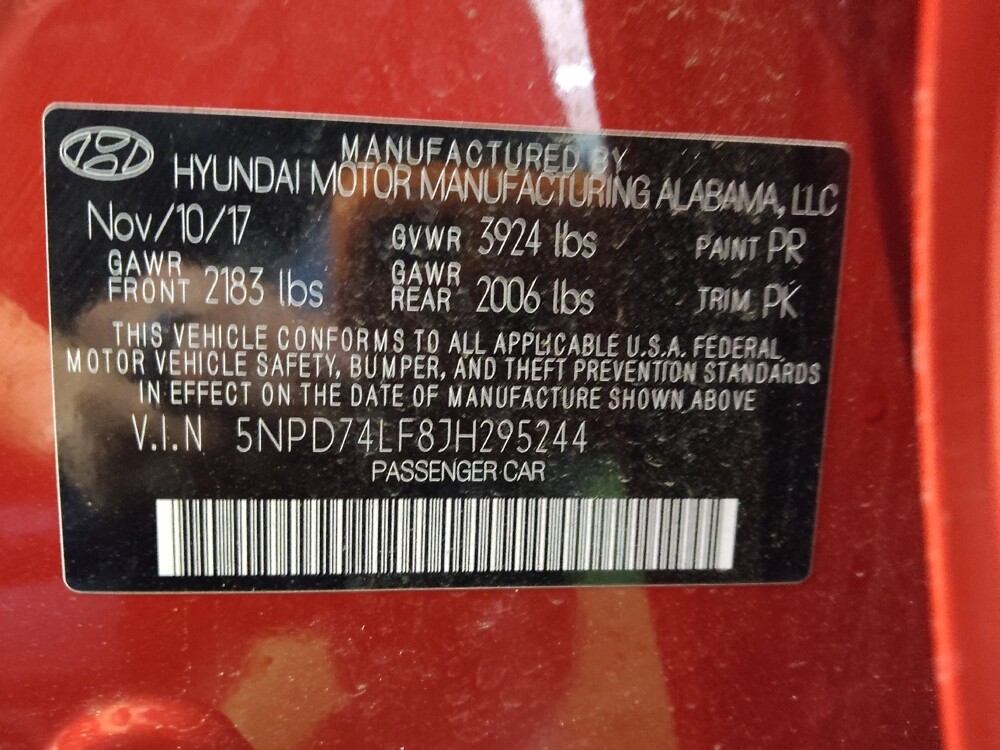 MANUFACTURED BY
HYUNDAI MOTOR MANUFACTURING ALABAMA, LLC
Nov/10/17 GVWR 3924 lbs PAINT PR
GAWR FRONT 2183 lbs GAWR REAR 2006 lbs TRIM PK
THIS VEHICLE CONFORMS TO ALL APPLICABLE U.S.A. FEDERAL
MOTOR VEHICLE SAFETY, BUMPER, AND THEFT PREVENTION STANDARDS
IN EFFECT ON THE DATE OF MANUFACTURE SHOWN ABOVE
V.I.N 5NPD74LF8JH295244
PASSENGER CAR